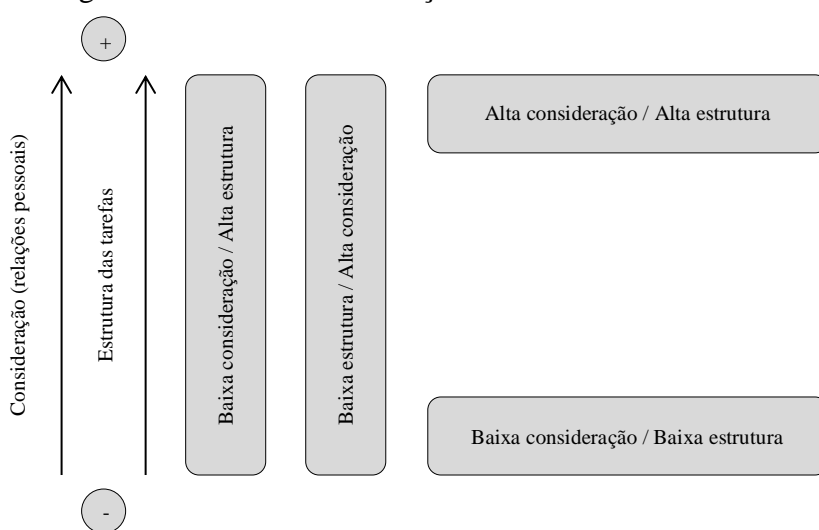 +
Consideração (relações pessoais)
Estrutura das tarefas
Baixa consideração / Alta estrutura
Baixa estrutura / Alta consideração
Alta consideração / Alta estrutura
Baixa consideração / Baixa estrutura
-